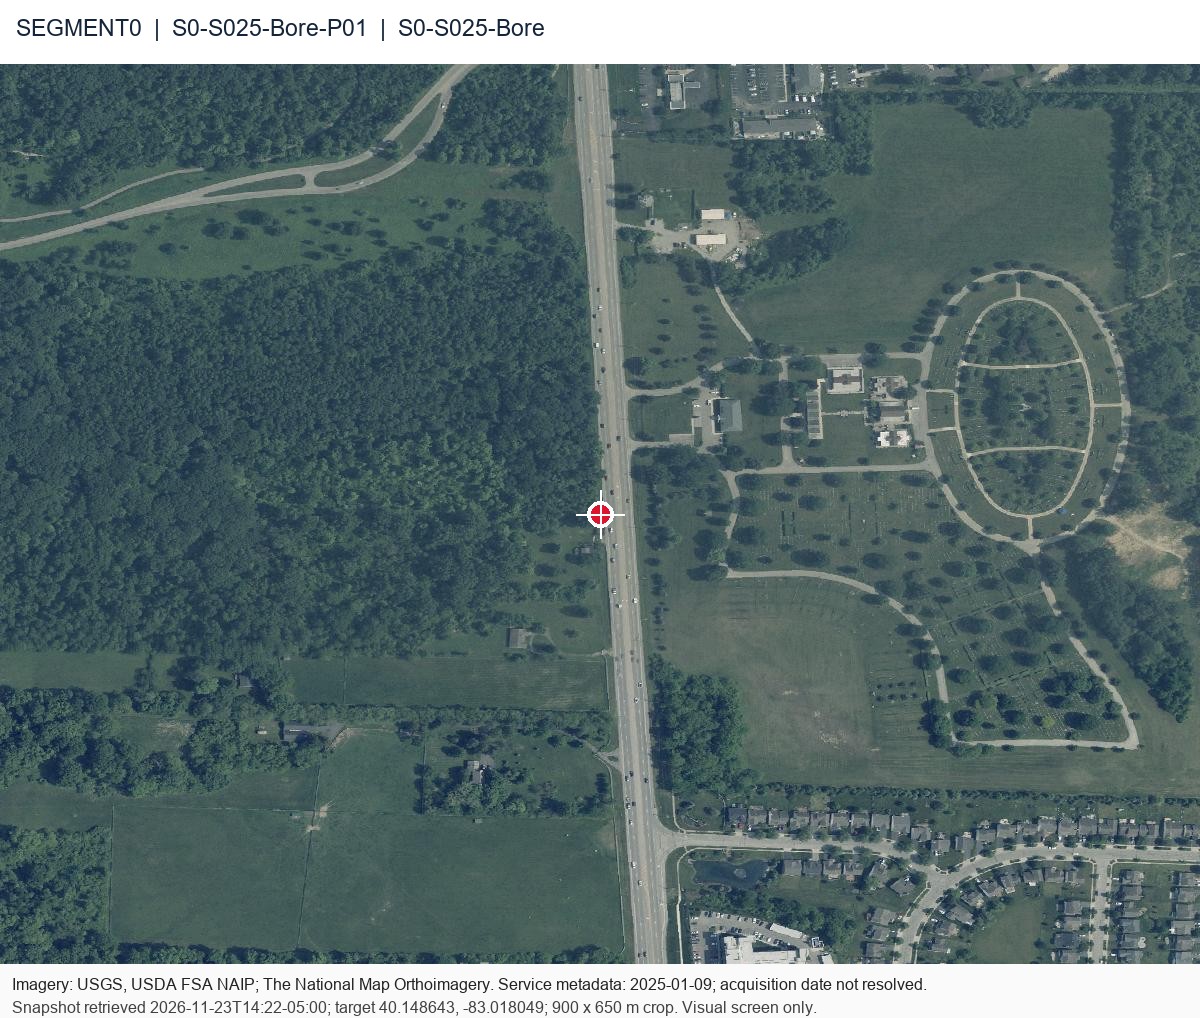 SEGMENT0 | S0-S025-Bore-P01 | S0-S025-Bore
Imagery: USGS, USDA FSA NAIP; The National Map Orthoimagery. Service metadata: 2025-01-09; acquisition date not resolved.
Snapshot retrieved 2026-11-23T14:22-05:00; target 40.148643, -83.018049; 900 x 650 m crop. Visual screen only.